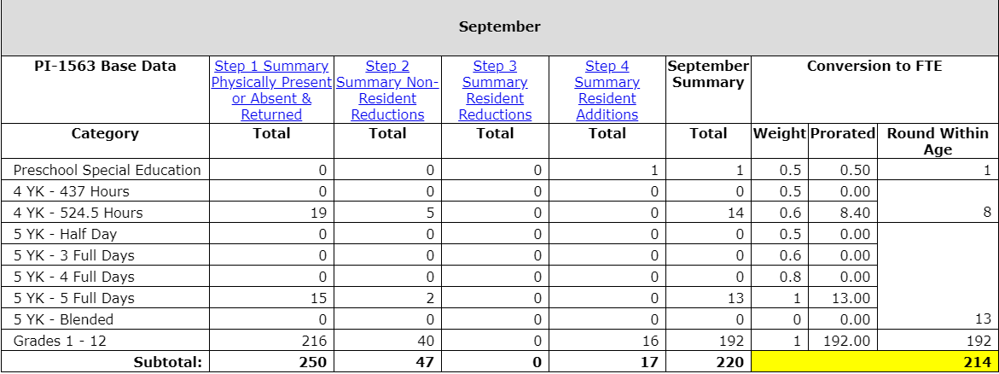 September
PI-1563 Base Data Step 1 Summary Physically Present or Absent & Returned Step 2 Summary Non-Resident Reductions Step 3 Summary Resident Reductions Step 4 Summary Resident Additions September Summary Conversion to FTE
Category Total Total Total Total Total Weight Prorated Round Within Age
Preschool Special Education 0 0 0 1 1 0.5 0.50 1
4 YK - 437 Hours 0 0 0 0 0 0.5 0.00
4 YK - 524.5 Hours 19 5 0 0 14 0.6 8.40 8
5 YK - Half Day 0 0 0 0 0 0.5 0.00
5 YK - 3 Full Days 0 0 0 0 0 0.6 0.00
5 YK - 4 Full Days 0 0 0 0 0 0.8 0.00
5 YK - 5 Full Days 15 2 0 0 13 1 13.00
5 YK - Blended 0 0 0 0 0 0 0.00 13
Grades 1 - 12 216 40 0 16 192 1 192.00 192
Subtotal: 250 47 0 17 220 214